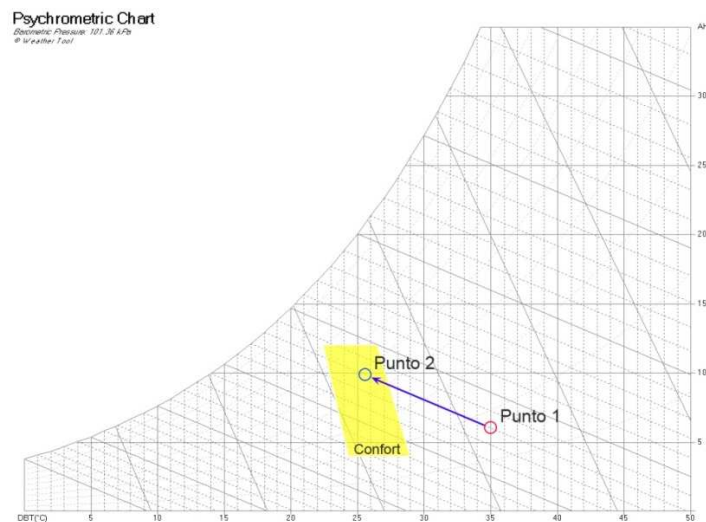 Psychrometric Chart
Barometric Pressure: 101.36 kPa
© Weather Tool
AH
30
25
20
15
10
5
Punto 2
Punto 1
Confort
DBT(°C)
5
10
15
20
25
30
35
40
45
50